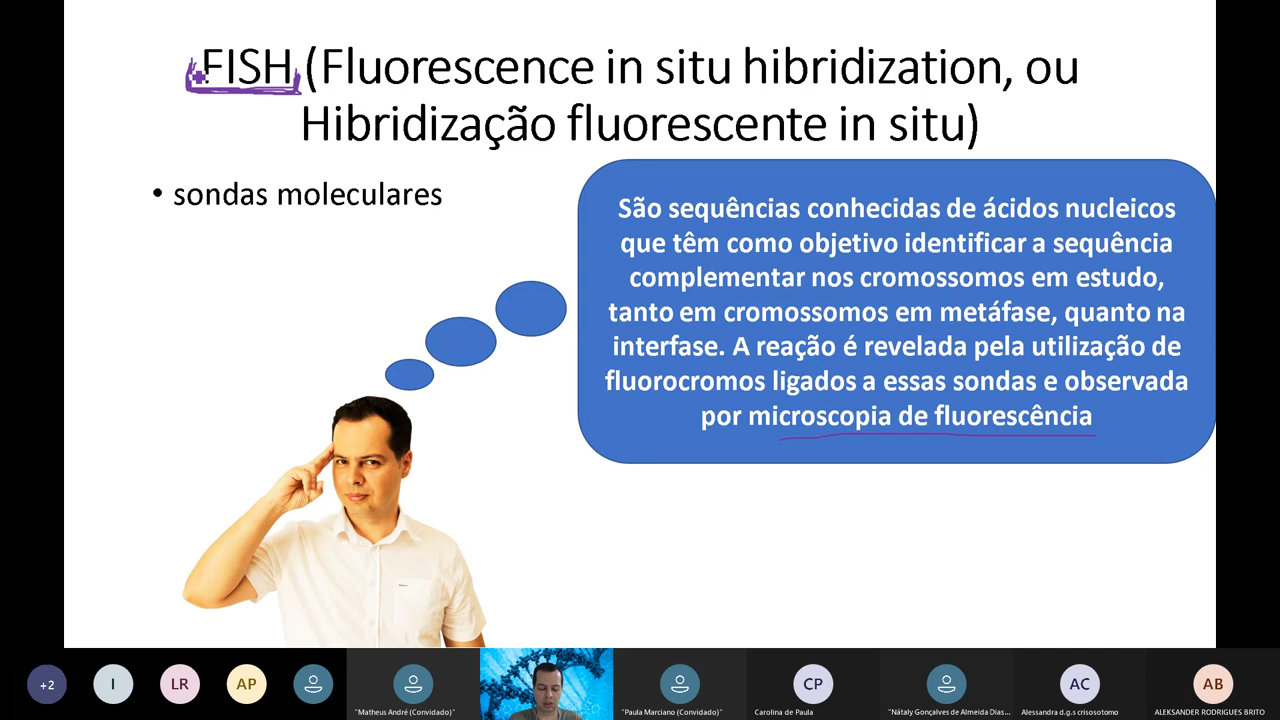 FISH (Fluorescence in situ hibridization, ou
Hibridização fluorescente in situ)
• sondas moleculares
São sequências conhecidas de ácidos nucleicos
que têm como objetivo identificar a sequência
complementar nos cromossomos em estudo,
tanto em cromossomos em metáfase, quanto na
interfase. A reação é revelada pela utilização de
fluorocromos ligados a essas sondas e observada
por microscopia de fluorescência
+2
I
LR
AP
CP
AC
AB
"Matheus André (Convidado)"
"Paula Marciano (Convidado)"
Carolina de Paula
"Nátaly Gonçalves de Almeida Dias...
Alessandra d.g.s crisosotomo
ALEKSANDER RODRIGUES BRITO